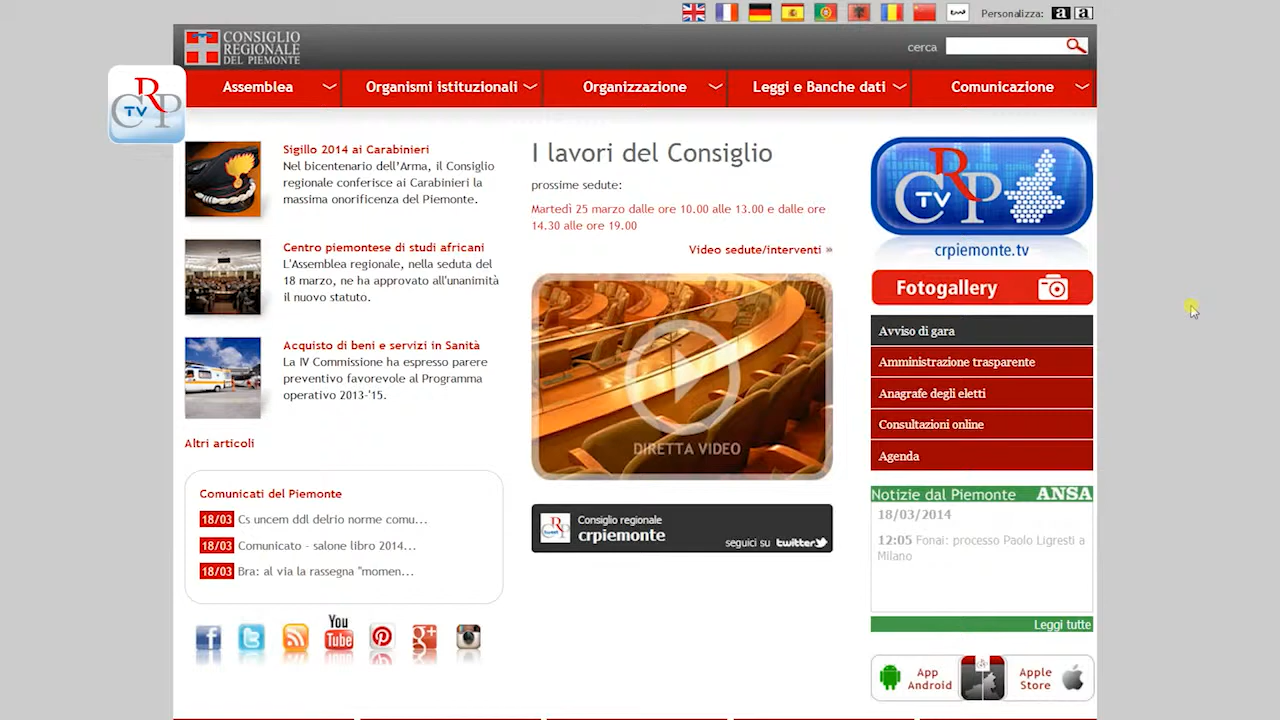 Personalizza: a a
CONSIGLIO
REGIONALE
DEL PIEMONTE
cerca
CRP
TV
Assemblea
Organismi istituzionali
Organizzazione
Leggi e Banche dati
Comunicazione
Sigillo 2014 ai Carabinieri
Nel bicentenario dell'Arma, il Consiglio
regionale conferisce ai Carabinieri la
massima onorificenza del Piemonte.
Centro piemontese di studi africani
L'Assemblea regionale, nella seduta del
18 marzo, ne ha approvato all'unanimità
il nuovo statuto.
Acquisto di beni e servizi in Sanità
La IV Commissione ha espresso parere
preventivo favorevole al Programma
operativo 2013-'15.
Altri articoli
Comunicati del Piemonte
18/03 Cs uncem ddl delrio norme comu...
18/03 Comunicato - salone libro 2014...
18/03 Bra: al via la rassegna "momen...
You
Tube
I lavori del Consiglio
prossime sedute:
Martedì 25 marzo dalle ore 10.00 alle 13.00 e dalle ore
14.30 alle ore 19.00
Video sedute/interventi »
DIRETTA VIDEO
Consiglio regionale
crpiemonte
seguici su twitter
CRP
TV
crpiemonte.tv
Fotogallery
Avviso di gara
Amministrazione trasparente
Anagrafe degli eletti
Consultazioni online
Agenda
Notizie dal Piemonte ANSA
18/03/2014
12:05 Fonai: processo Paolo Ligresti a
Milano
Leggi tutte
App
Android
Apple
Store